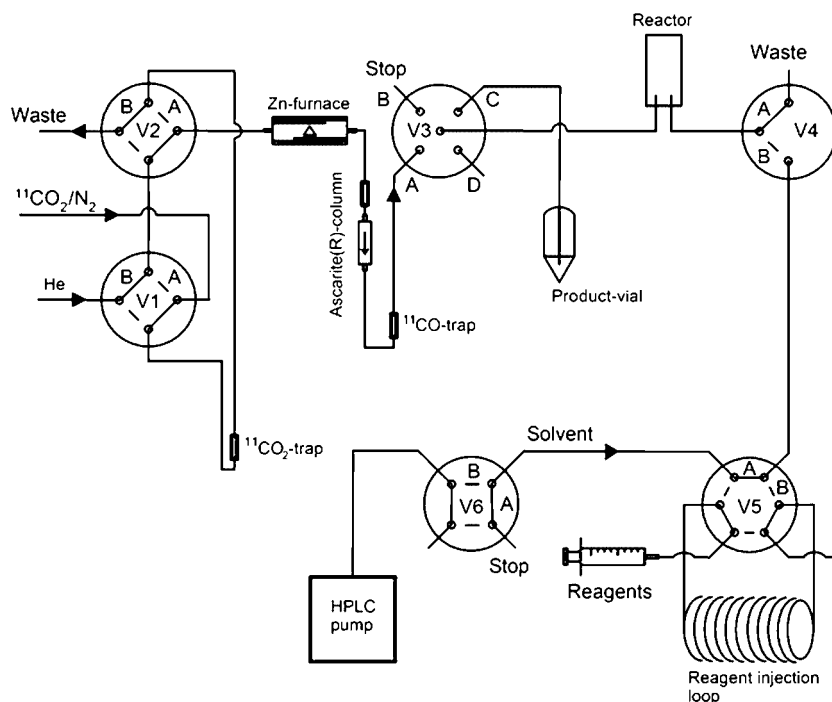 Reactor
Waste
Stop
B
A
Waste
V2
Zn-furnace
B
C
V3
A
D
A
V4
B
¹¹CO₂/N₂
He
B
A
V1
Ascarite(R)-column
¹¹CO-trap
Product-vial
¹¹CO₂-trap
Solvent
B
V6
A
Stop
A
B
V5
Reagents
HPLC
pump
Reagent injection
loop